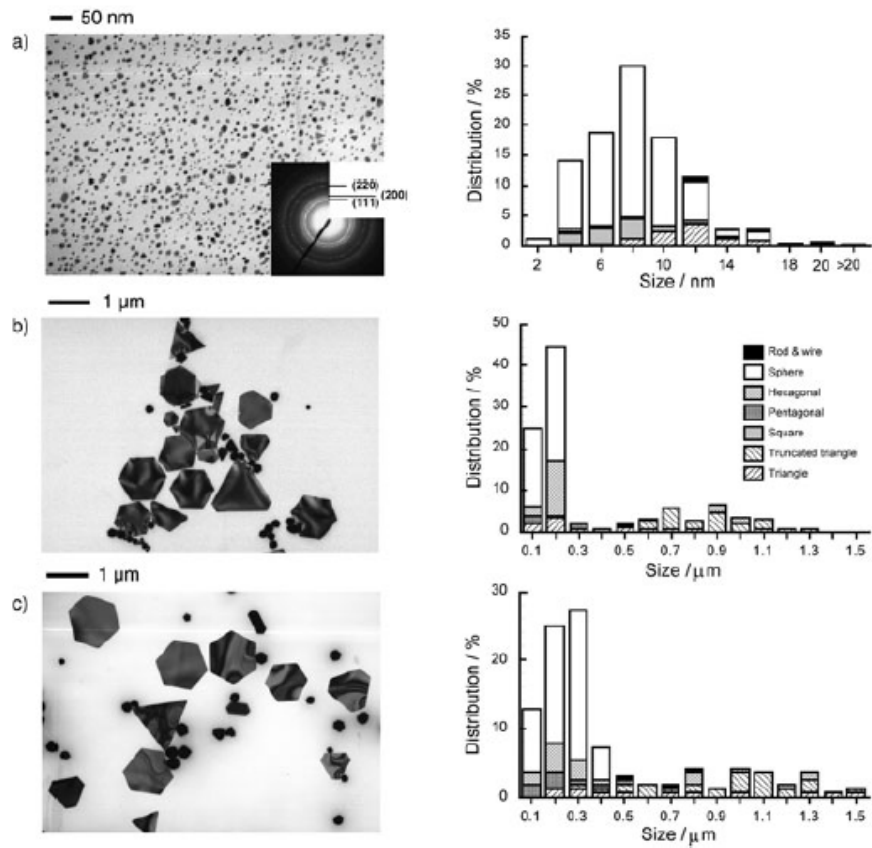 50 nm
a)
(220)
(200)
(111)
Distribution / %
35
30
25
20
15
10
5
0
2 6 10 14 18 20 >20
Size / nm
1 µm
b)
Distribution / %
50
40
30
20
10
0
Rod & wire
Sphere
Hexagonal
Pentagonal
Square
Truncated triangle
Triangle
0.1 0.3 0.5 0.7 0.9 1.1 1.3 1.5
Size /µm
1 µm
c)
Distribution / %
30
20
10
0
0.1 0.3 0.5 0.7 0.9 1.1 1.3 1.5
Size /µm